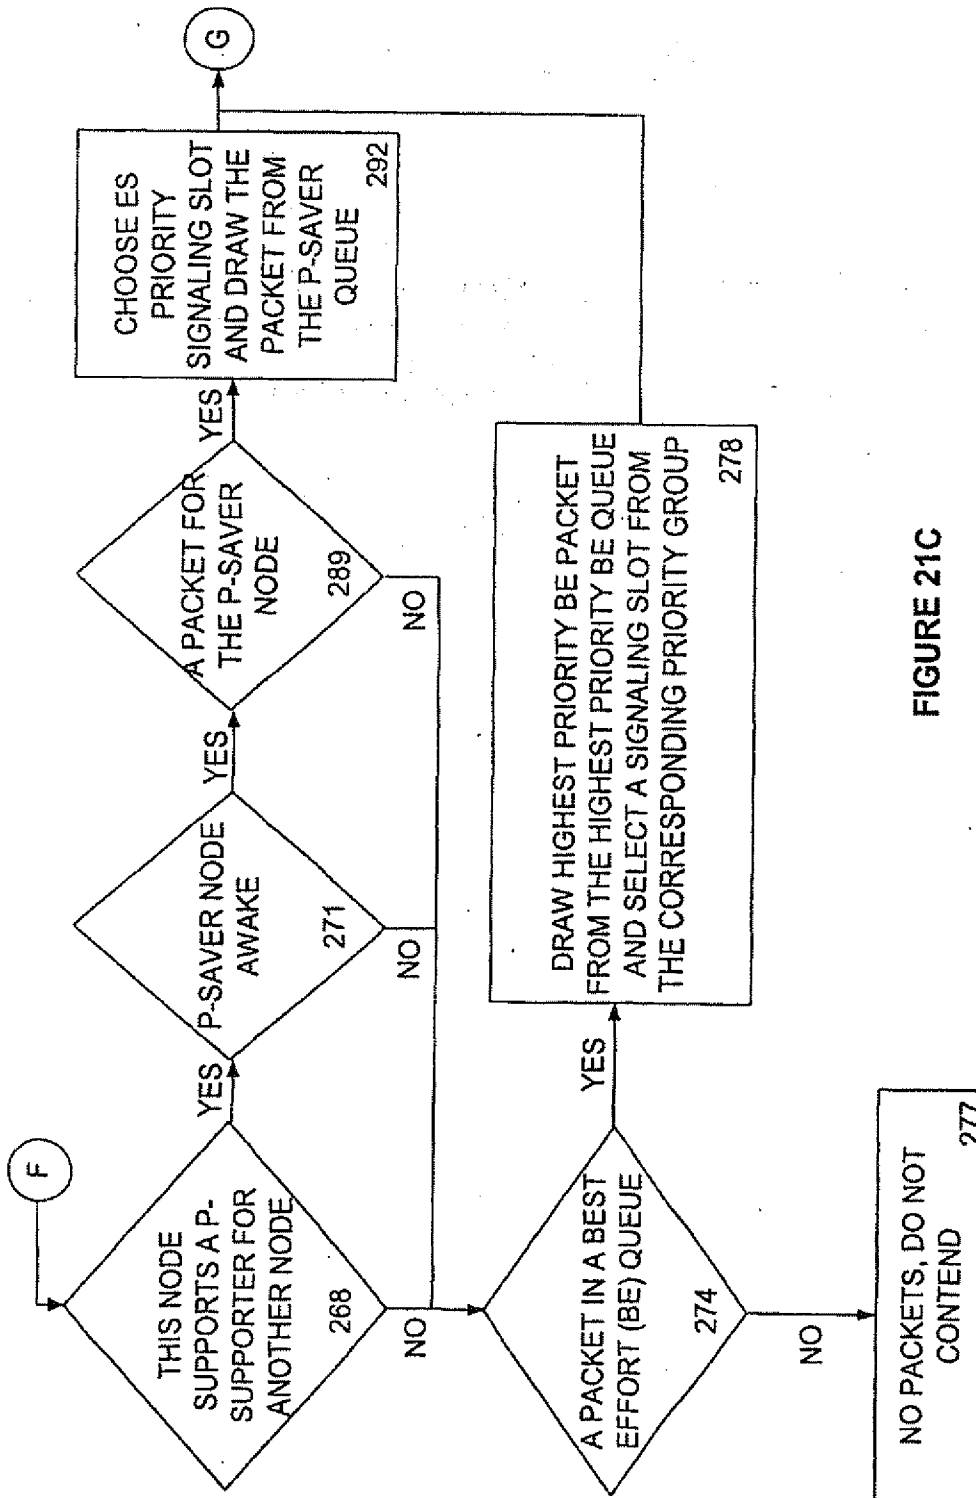 F
THIS NODE
SUPPORTS A P-
SUPPORTER FOR
ANOTHER NODE
268
YES
NO
P-SAVER NODE
AWAKE
271
YES
NO
A PACKET FOR
THE P-SAVER
NODE
289
YES
NO
CHOOSE ES
PRIORITY
SIGNALING SLOT
AND DRAW THE
PACKET FROM
THE P-SAVER
QUEUE
292
G
A PACKET IN A BEST
EFFORT (BE) QUEUE
274
YES
NO
DRAW HIGHEST PRIORITY BE PACKET
FROM THE HIGHEST PRIORITY BE QUEUE
AND SELECT A SIGNALING SLOT FROM
THE CORRESPONDING PRIORITY GROUP
278
NO PACKETS, DO NOT
CONTEND
277
FIGURE 21C